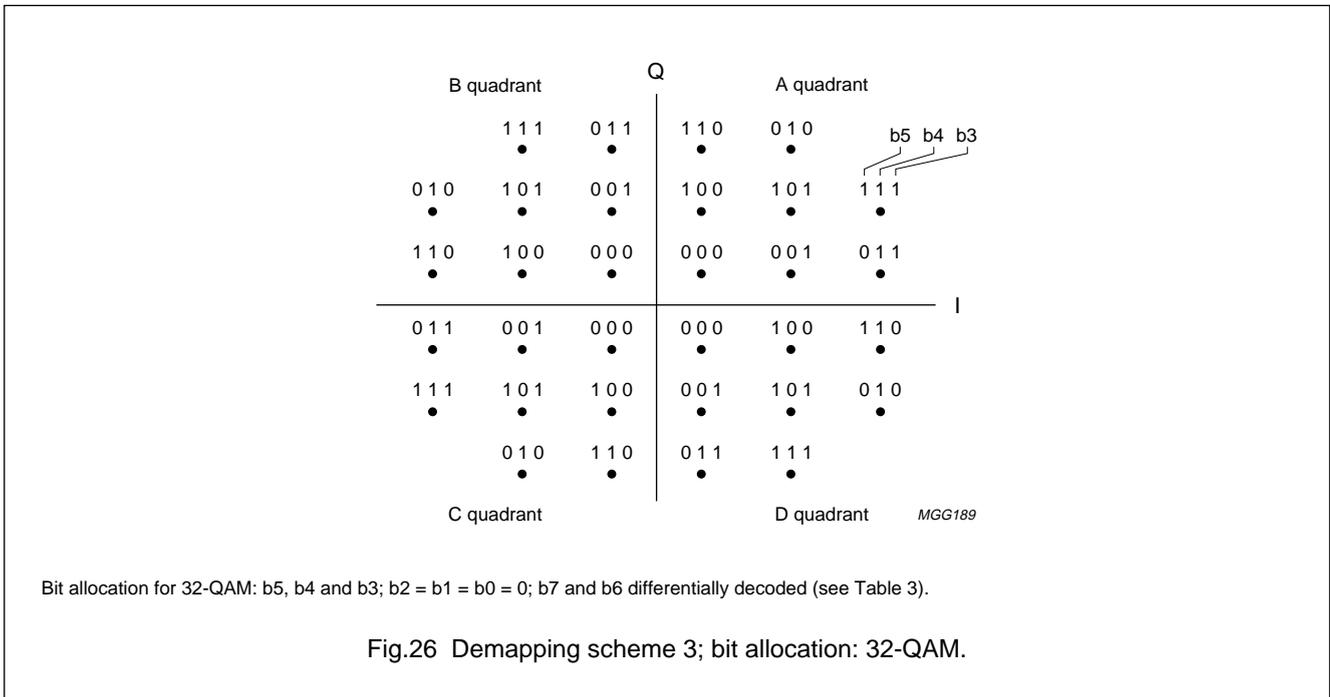 Q
B quadrant A quadrant
1 1 1 0 1 1 1 1 0 0 1 0
b5 b4 b3
0 1 0 1 0 1 0 0 1 1 0 0 1 0 1 1 1 1
1 1 0 1 0 0 0 0 0 0 0 0 0 0 1 0 1 1
I
0 1 1 0 0 1 0 0 0 0 0 0 1 0 0 1 1 0
1 1 1 1 0 1 1 0 0 0 0 1 1 0 1 0 1 0
0 1 0 1 1 0 0 1 1 1 1 1
C quadrant D quadrant MGG189
Bit allocation for 32-QAM: b5, b4 and b3; b2 = b1 = b0 = 0; b7 and b6 differentially decoded (see Table 3).
Fig.26 Demapping scheme 3; bit allocation: 32-QAM.